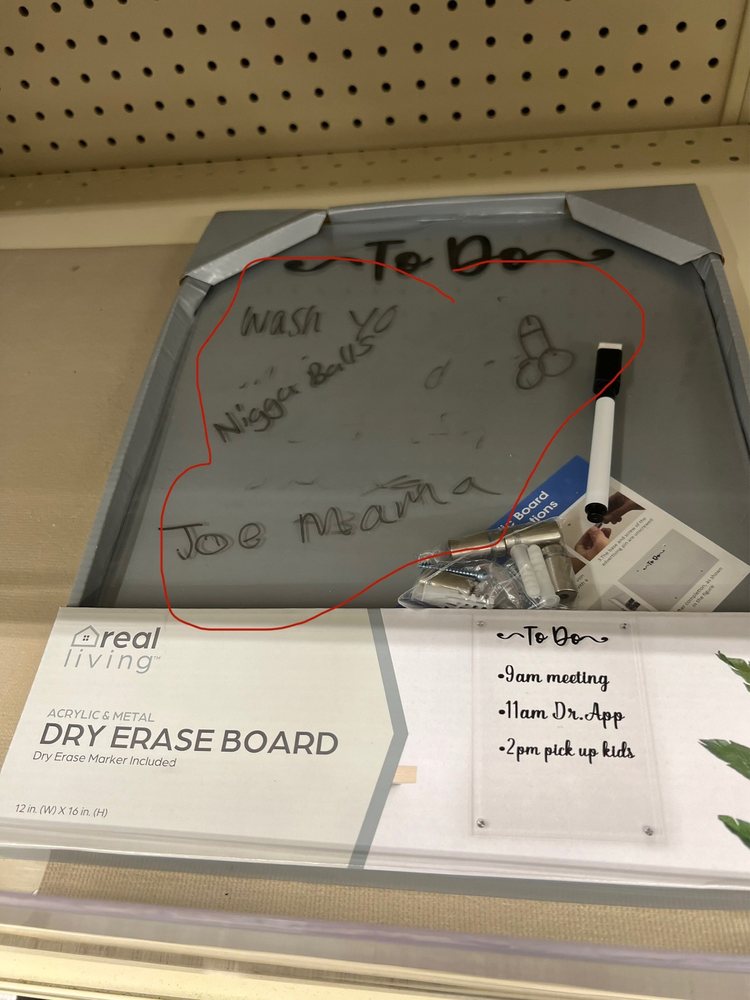 To Do
Wash yo
Nigga Balls
Joe Mama
real
living™
ACRYLIC & METAL
DRY ERASE BOARD
Dry Erase Marker Included
12 in. (W) X 16 in. (H)
To Do
•9am meeting
•11am Dr. App
•2pm pick up kids